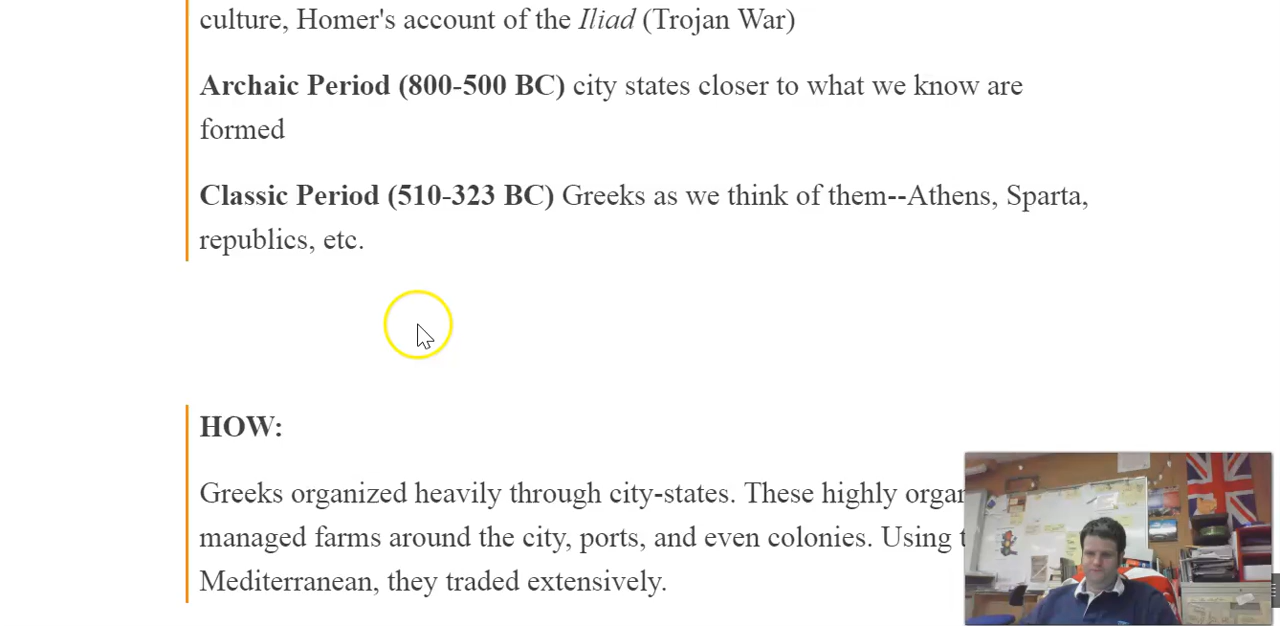 culture, Homer's account of the Iliad (Trojan War)
Archaic Period (800-500 BC) city states closer to what we know are
formed
Classic Period (510-323 BC) Greeks as we think of them--Athens, Sparta,
republics, etc.
HOW:
Greeks organized heavily through city-states. These highly organ
managed farms around the city, ports, and even colonies. Using t
Mediterranean, they traded extensively.